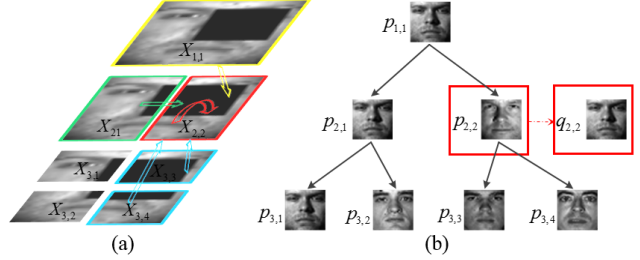 X1,1
X21
X2,2
X3,1
X3,3
X3,2
X3,4
(a)
p1,1
p2,1
p2,2
q2,2
p3,1
p3,2
p3,3
p3,4
(b)